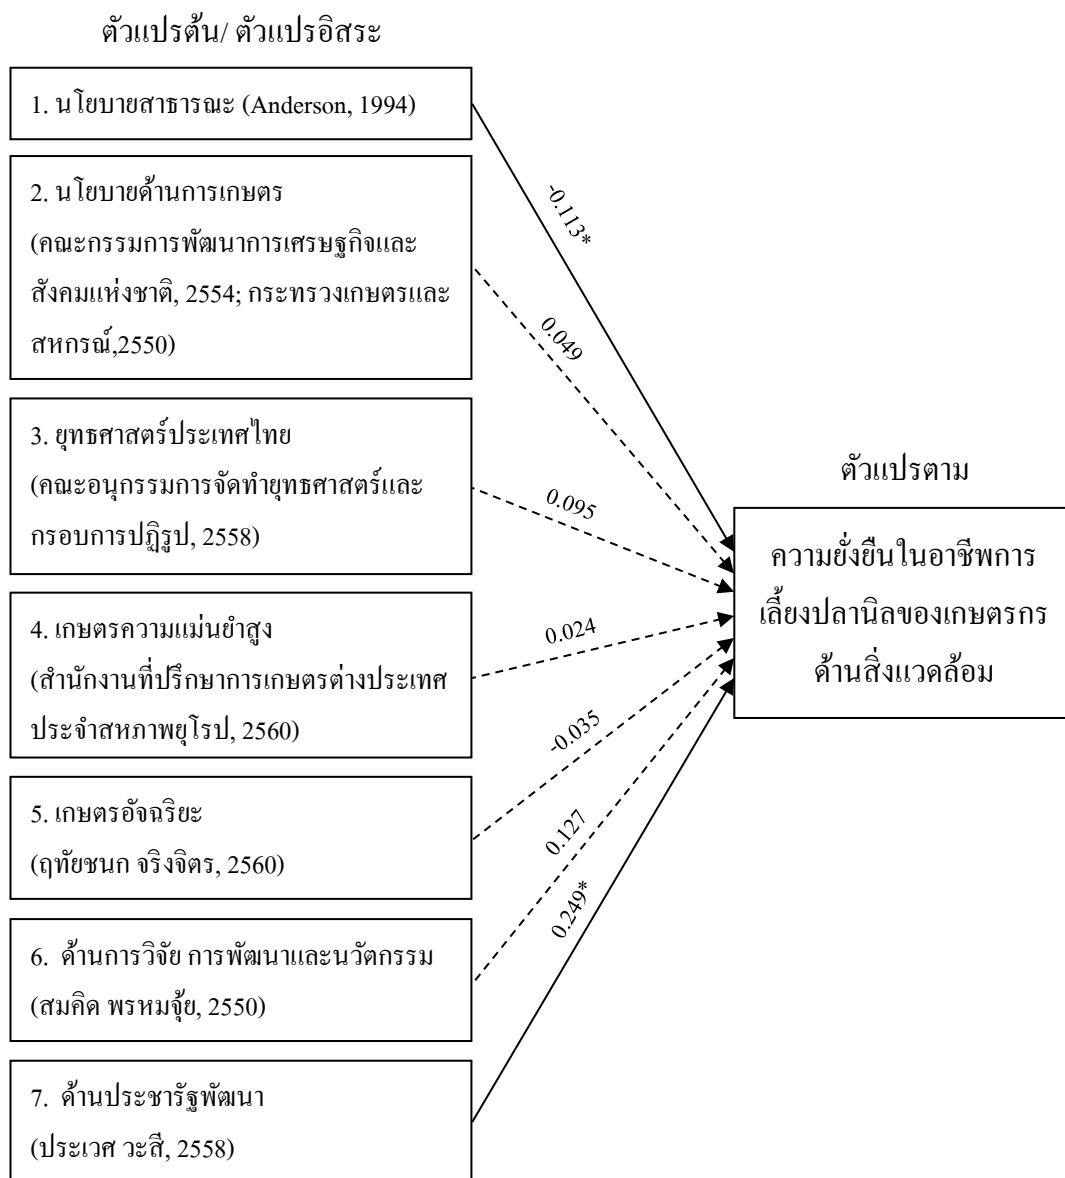 ตัวแปรต้น/ ตัวแปรอิสระ
1. นโยบายสาธารณะ (Anderson, 1994)
2. นโยบายด้านการเกษตร
(คณะกรรมการพัฒนาการเศรษฐกิจและ
สังคมแห่งชาติ, 2554; กระทรวงเกษตรและ
สหกรณ์,2550)
3. ยุทธศาสตร์ประเทศไทย
(คณะอนุกรรมการจัดทำยุทธศาสตร์และ
กรอบการปฏิรูป, 2558)
4. เกษตรความแม่นยำสูง
(สำนักงานที่ปรึกษาการเกษตรต่างประเทศ
ประจำสหภาพยุโรป, 2560)
5. เกษตรอัจฉริยะ
(ฤทัยชนก จริงจิตร, 2560)
6. ด้านการวิจัย การพัฒนาและนวัตกรรม
(สมคิด พรหมจุ้ย, 2550)
7. ด้านประชารัฐพัฒนา
(ประเวศ วะสี, 2558)
-0.113*
0.049
0.095
0.024
-0.035
0.127
0.249*
ตัวแปรตาม
ความยั่งยืนในอาชีพการ
เลี้ยงปลานิลของเกษตรกร
ด้านสิ่งแวดล้อม